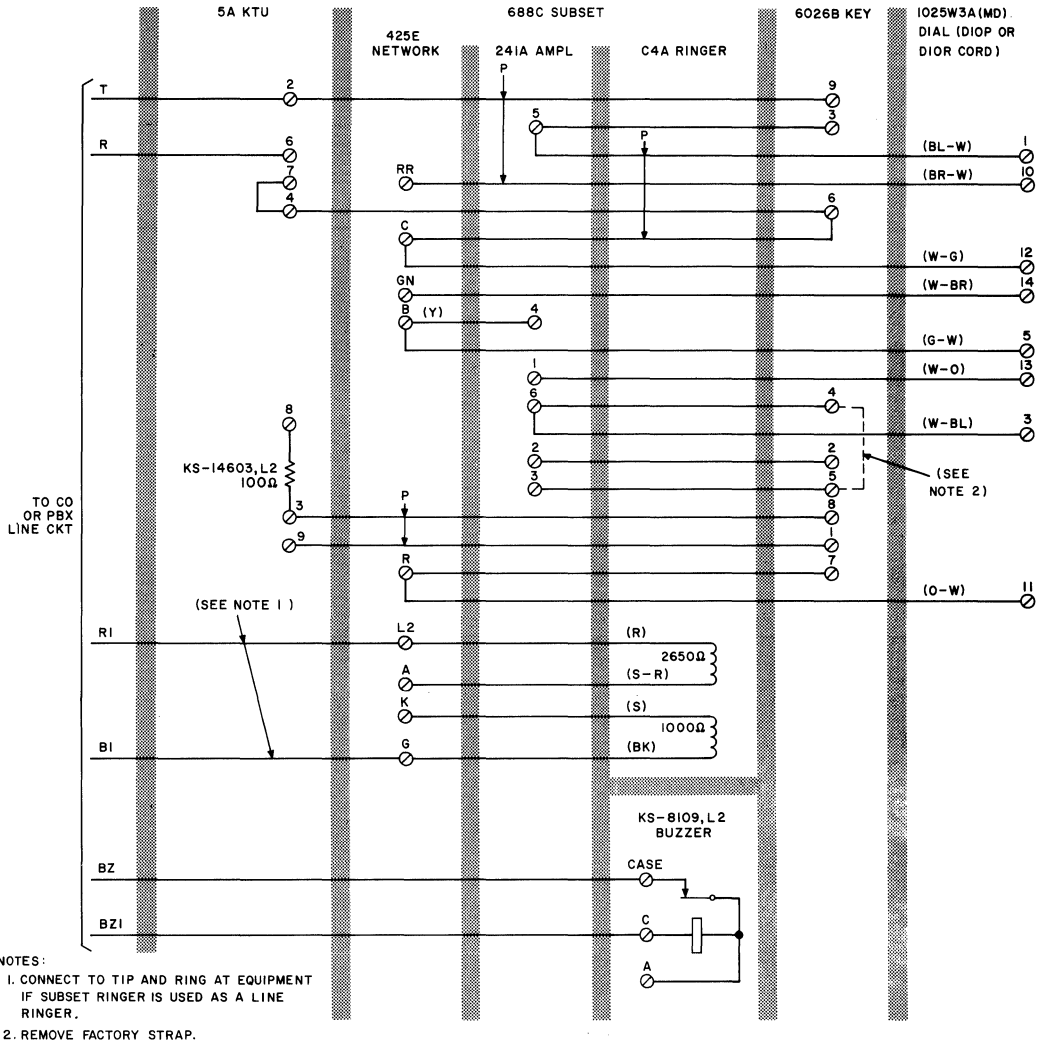 5A KTU
688C SUBSET
6026B KEY
1025W3A(MD).
DIAL (DIOP OR
DIOR CORD)
425E
NETWORK
241A AMPL
C4A RINGER
P
T
2
9
5
3
P
R
6
(BL-W)
1
7
RR
(BR-W)
10
4
6
C
(W-G)
12
GN
(W-BR)
14
B
(Y)
4
(G-W)
5
1
(W-O)
13
6
4
8
(W-BL)
3
KS-14603,L2
100Ω
2
2
3
5
(SEE
NOTE 2)
TO CO
OR PBX
LINE CKT
3
P
8
9
1
R
7
(O-W)
11
(SEE NOTE 1)
R1
L2
(R)
2650Ω
A
(S-R)
K
(S)
1000Ω
B1
G
(BK)
KS-8109,L2
BUZZER
BZ
CASE
BZ1
C
A
NOTES:
1. CONNECT TO TIP AND RING AT EQUIPMENT
IF SUBSET RINGER IS USED AS A LINE
RINGER.
2. REMOVE FACTORY STRAP.